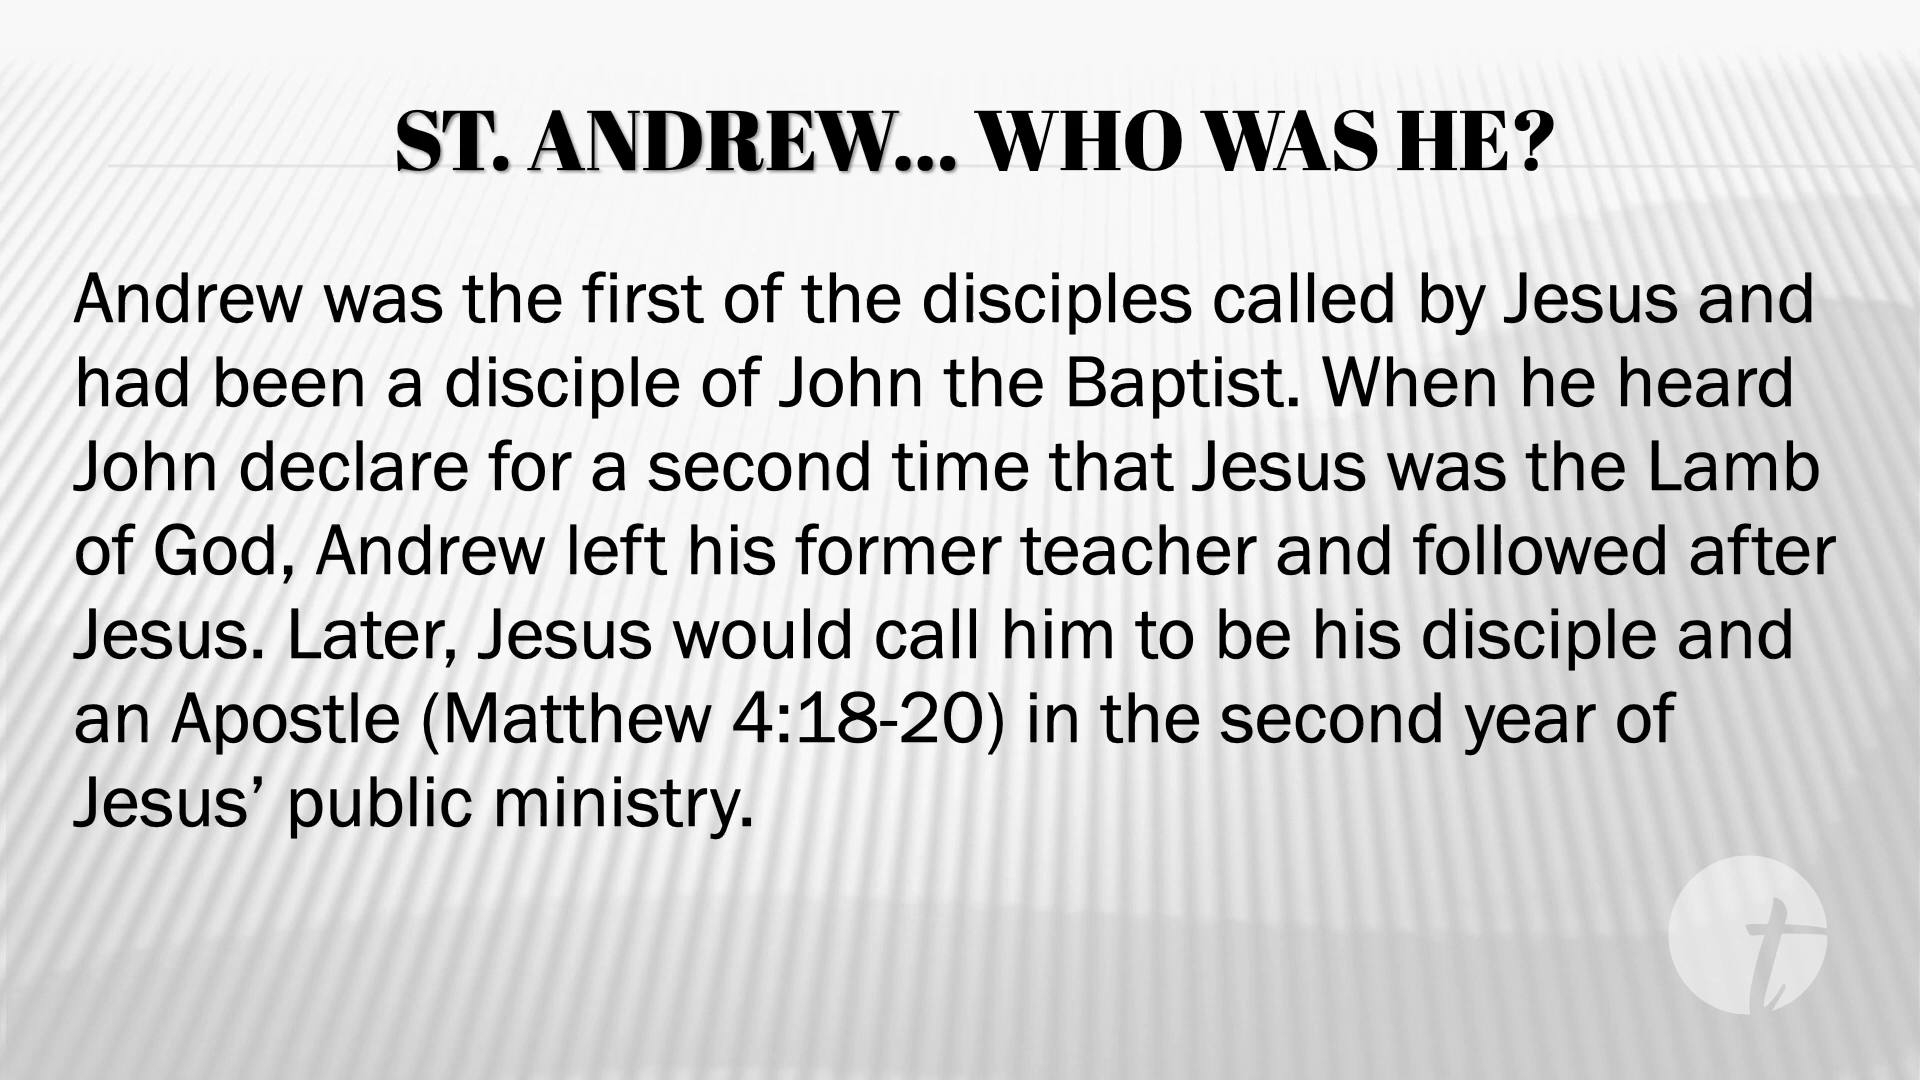 ST. ANDREW... WHO WAS HE?
Andrew was the first of the disciples called by Jesus and
had been a disciple of John the Baptist. When he heard
John declare for a second time that Jesus was the Lamb
of God, Andrew left his former teacher and followed after
Jesus. Later, Jesus would call him to be his disciple and
an Apostle (Matthew 4:18-20) in the second year of
Jesus’ public ministry.